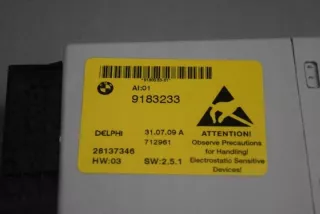 AI:01
9183233
DELPHI
31.07.09 A
712961
28137346
HW:03
SW:2,5.1
ATTENTION!
Observe Precautions
for Handling!
Electrostatic Sensitive
Devices!